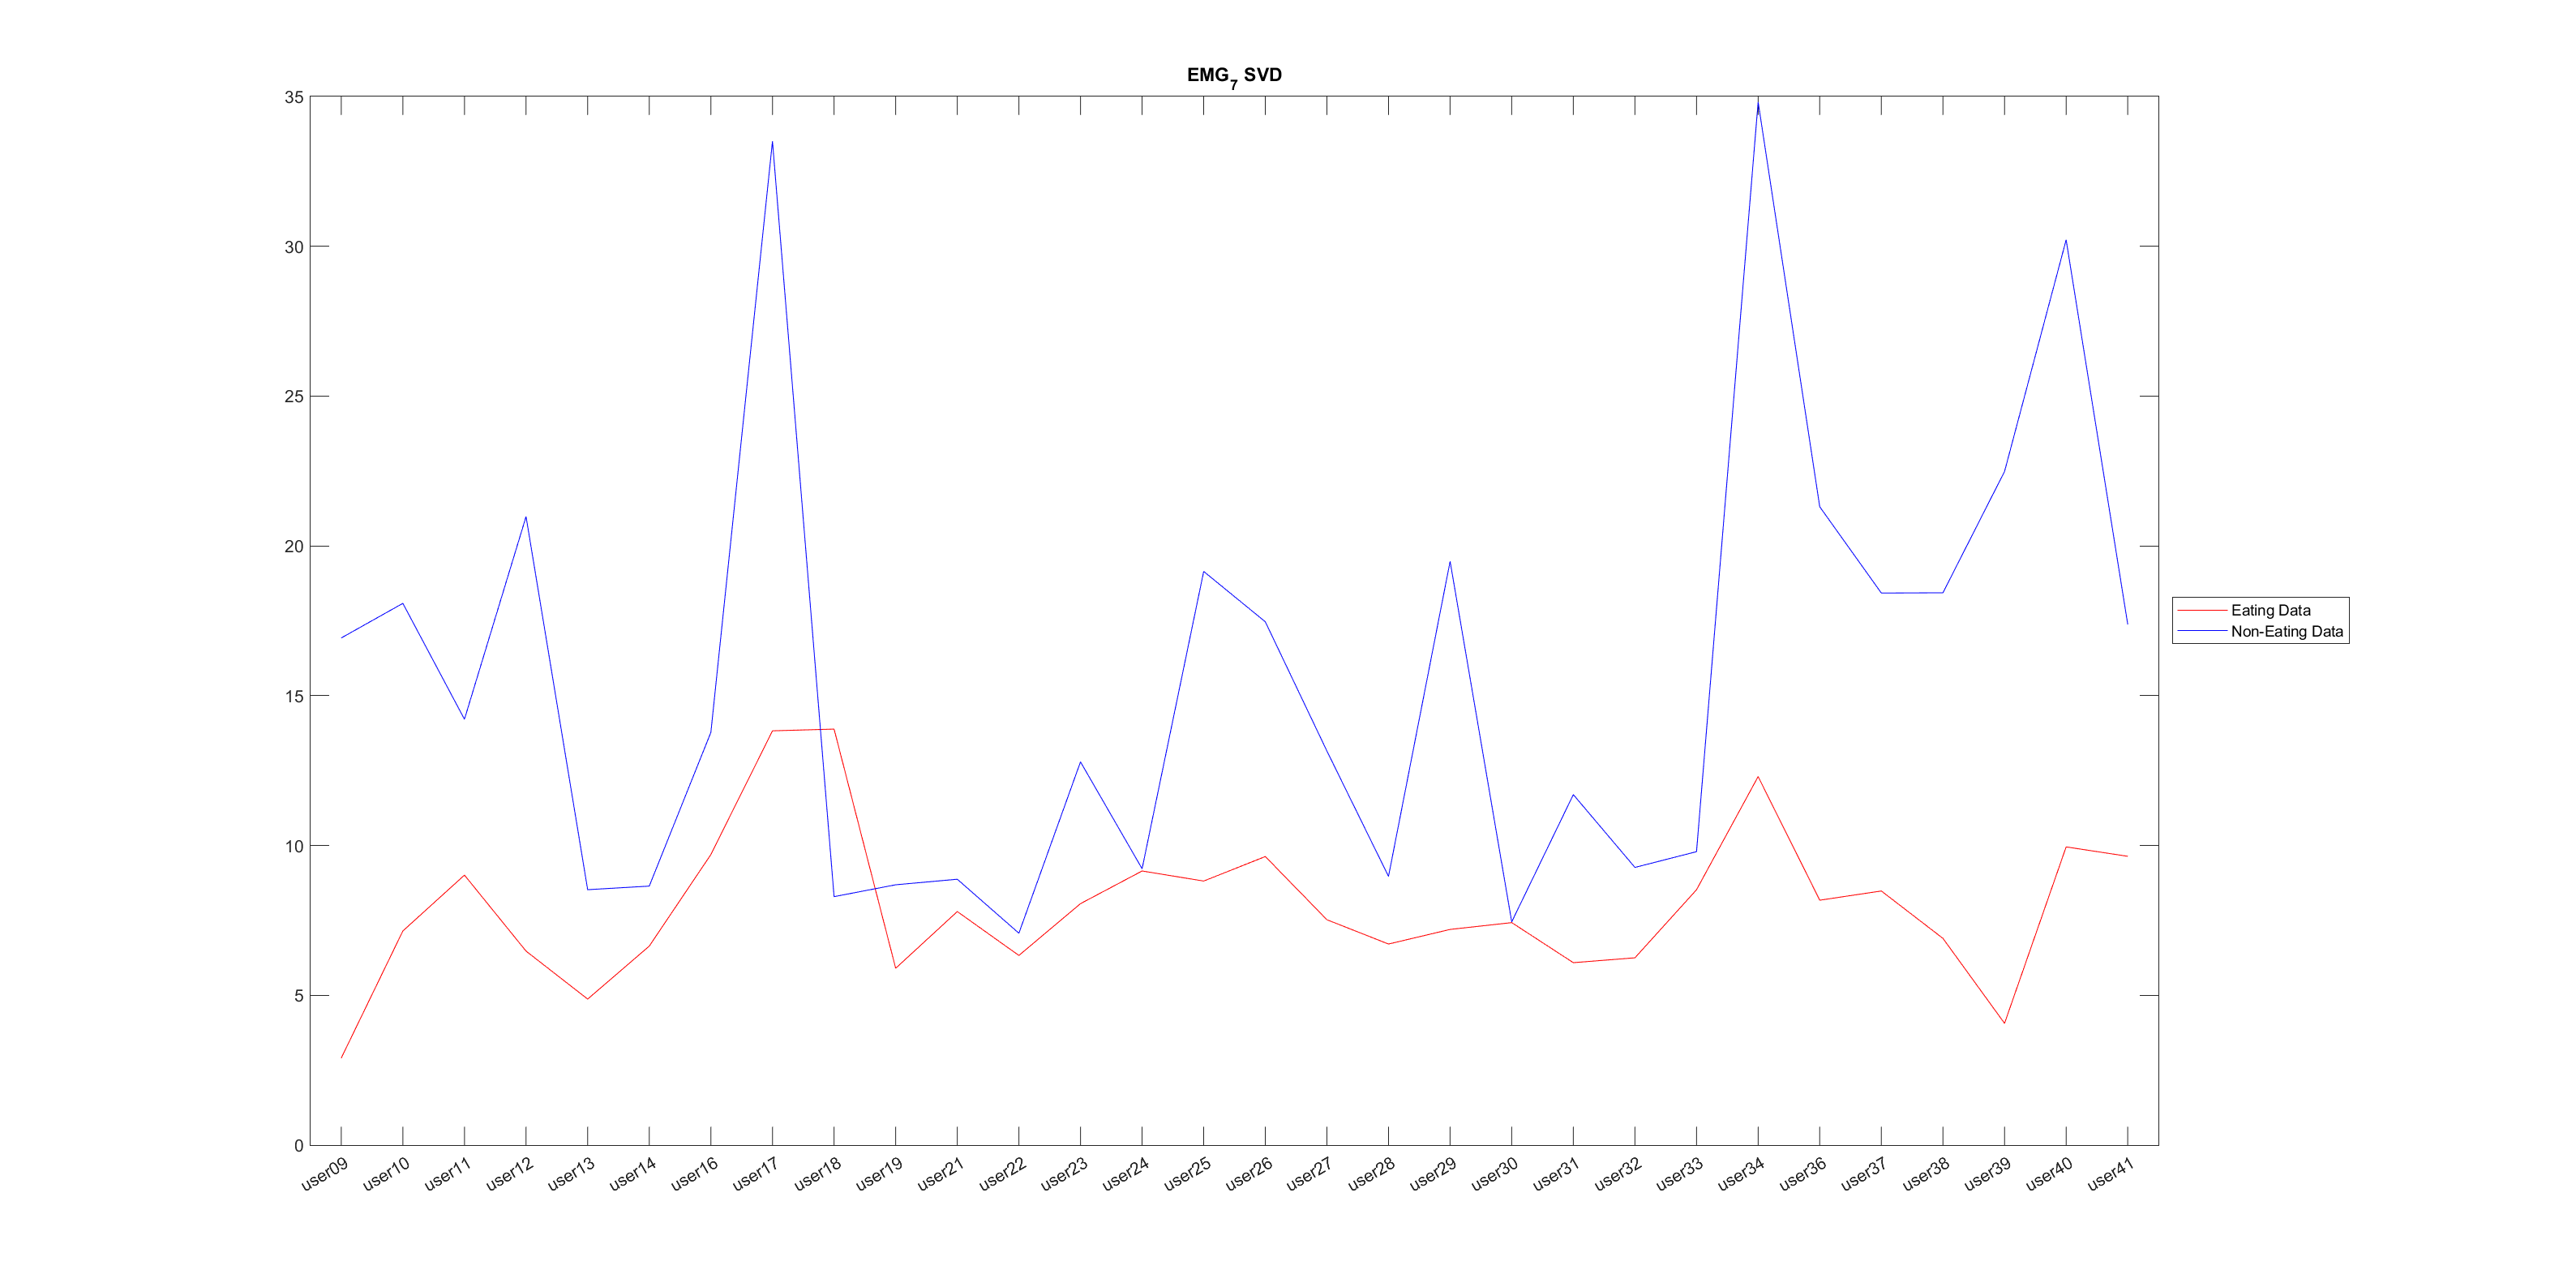 EMG7 SVD
35
30
25
20
15
10
5
0
Eating Data
Non-Eating Data
user09 user10 user11 user12 user13 user14 user16 user17 user18 user19 user21 user22 user23 user24 user25 user26 user27 user28 user29 user30 user31 user32 user33 user34 user36 user37 user38 user39 user40 user41